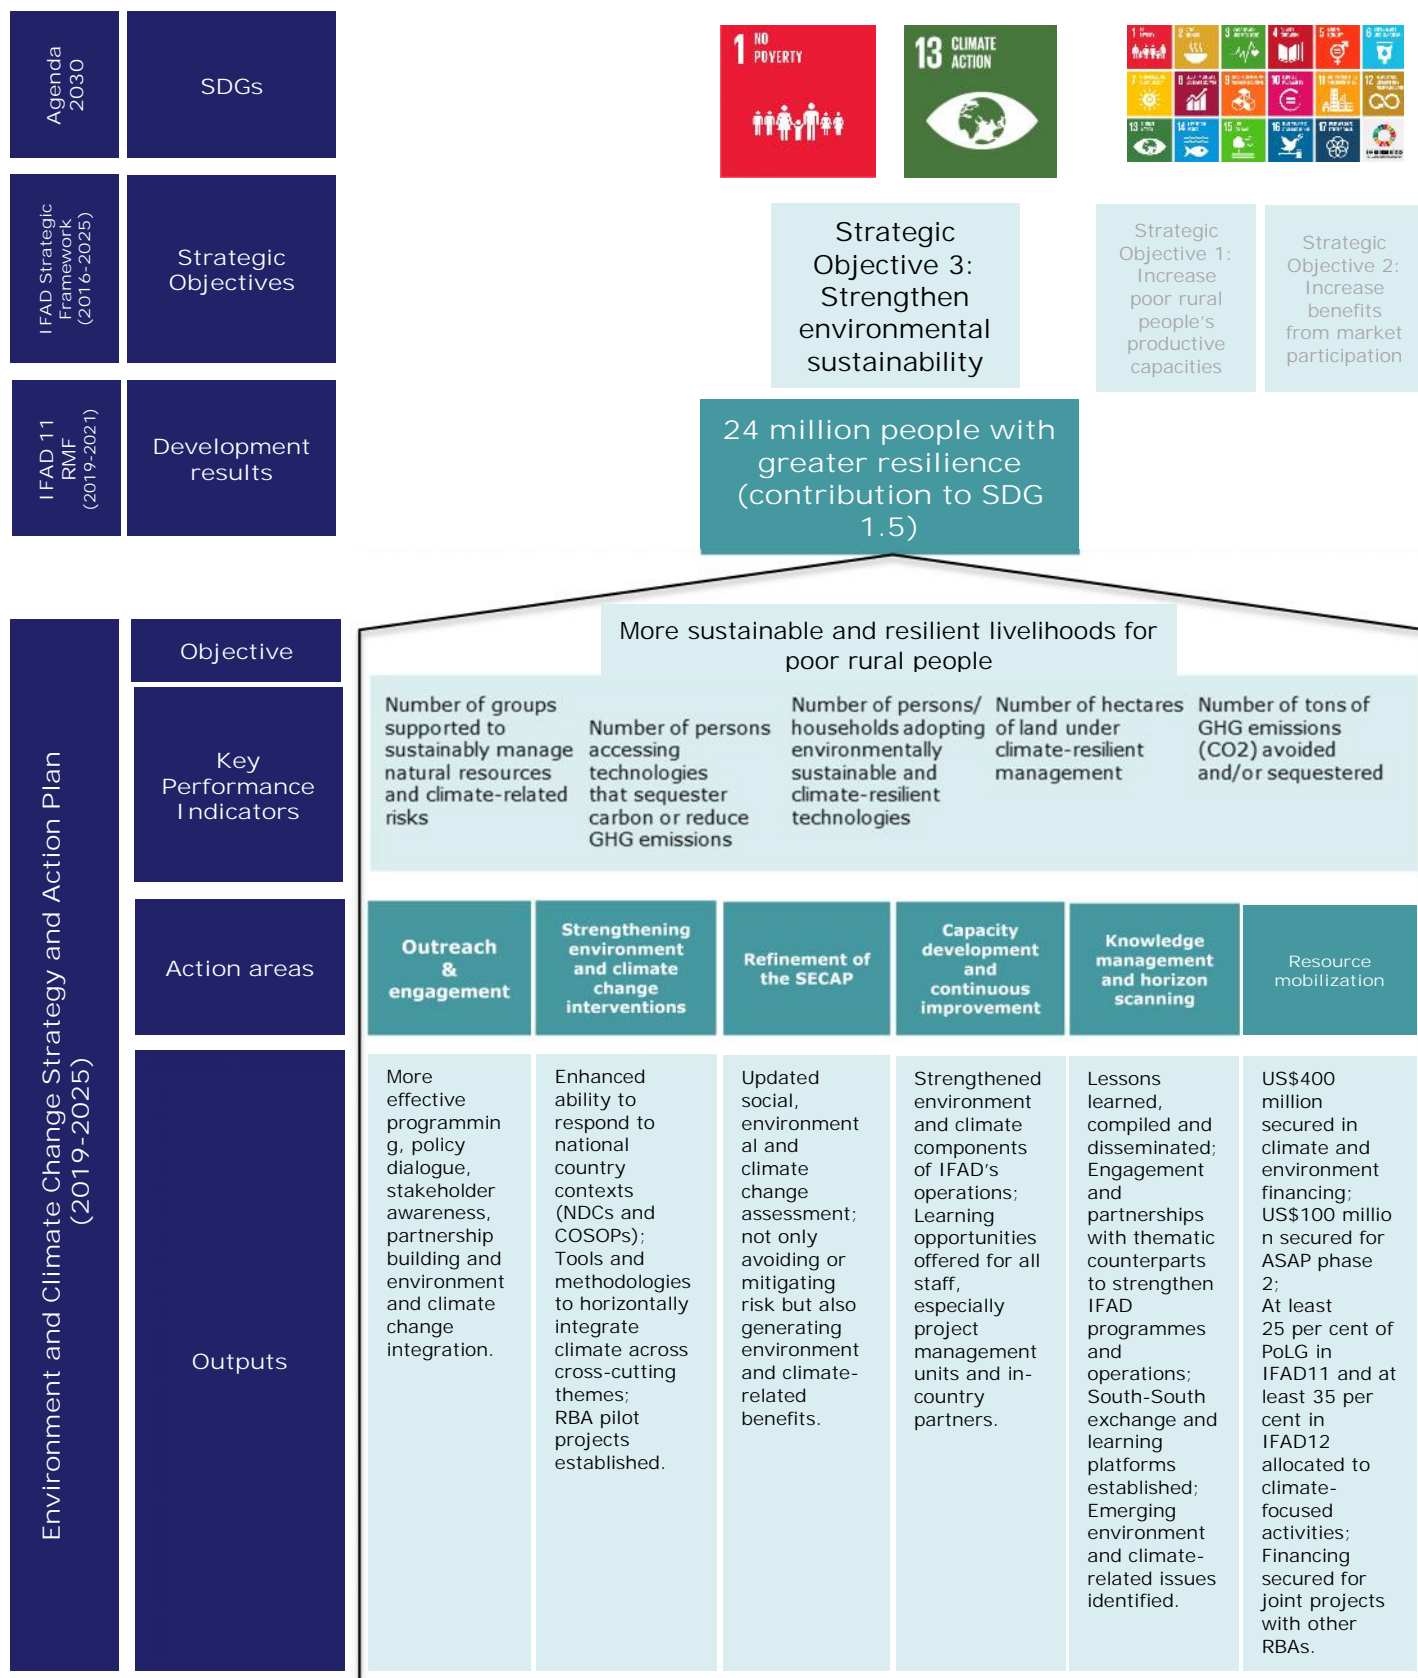 Agenda
2030
SDGs
1 NO
POVERTY
13 CLIMATE
ACTION
IFAD Strategic
Framework
(2016-2025)
Strategic
Objectives
Strategic
Objective 3:
Strengthen
environmental
sustainability
Strategic
Objective 1:
Increase
poor rural
people's
productive
capacities
Strategic
Objective 2:
Increase
benefits
from market
participation
IFAD 11
RMF
(2019-2021)
Development
results
24 million people with
greater resilience
(contribution to SDG
1.5)
Environment and Climate Change Strategy and Action Plan
(2019-2025)
Objective
More sustainable and resilient livelihoods for
poor rural people
Key
Performance
Indicators
Number of groups
supported to
sustainably manage
natural resources
and climate-related
risks
Number of persons
accessing
technologies
that sequester
carbon or reduce
GHG emissions
Number of persons/
households adopting
environmentally
sustainable and
climate-resilient
technologies
Number of hectares
of land under
climate-resilient
management
Number of tons of
GHG emissions
(CO2) avoided
and/or sequestered
Action areas
Outreach
&
engagement
Strengthening
environment
and climate
change
interventions
Refinement of
the SECAP
Capacity
development
and
continuous
improvement
Knowledge
management
and horizon
scanning
Resource
mobilization
Outputs
More
effective
programmin
g, policy
dialogue,
stakeholder
awareness,
partnership
building and
environment
and climate
change
integration.
Enhanced
ability to
respond to
national
country
contexts
(NDCs and
COSOPs);
Tools and
methodologies
to horizontally
integrate
climate across
cross-cutting
themes;
RBA pilot
projects
established.
Updated
social,
environment
al and
climate
change
assessment;
not only
avoiding or
mitigating
risk but also
generating
environment
and climate-
related
benefits.
Strengthened
environment
and climate
components
of IFAD's
operations;
Learning
opportunities
offered for all
staff,
especially
project
management
units and in-
country
partners.
Lessons
learned,
compiled and
disseminated;
Engagement
and
partnerships
with thematic
counterparts
to strengthen
IFAD
programmes
and
operations;
South-South
exchange and
learning
platforms
established;
Emerging
environment
and climate-
related issues
identified.
US$400
million
secured in
climate and
environment
financing;
US$100 millio
n secured for
ASAP phase
2;
At least
25 per cent of
PoLG in
IFAD11 and at
least 35 per
cent in
IFAD12
allocated to
climate-
focused
activities;
Financing
secured for
joint projects
with other
RBAs.